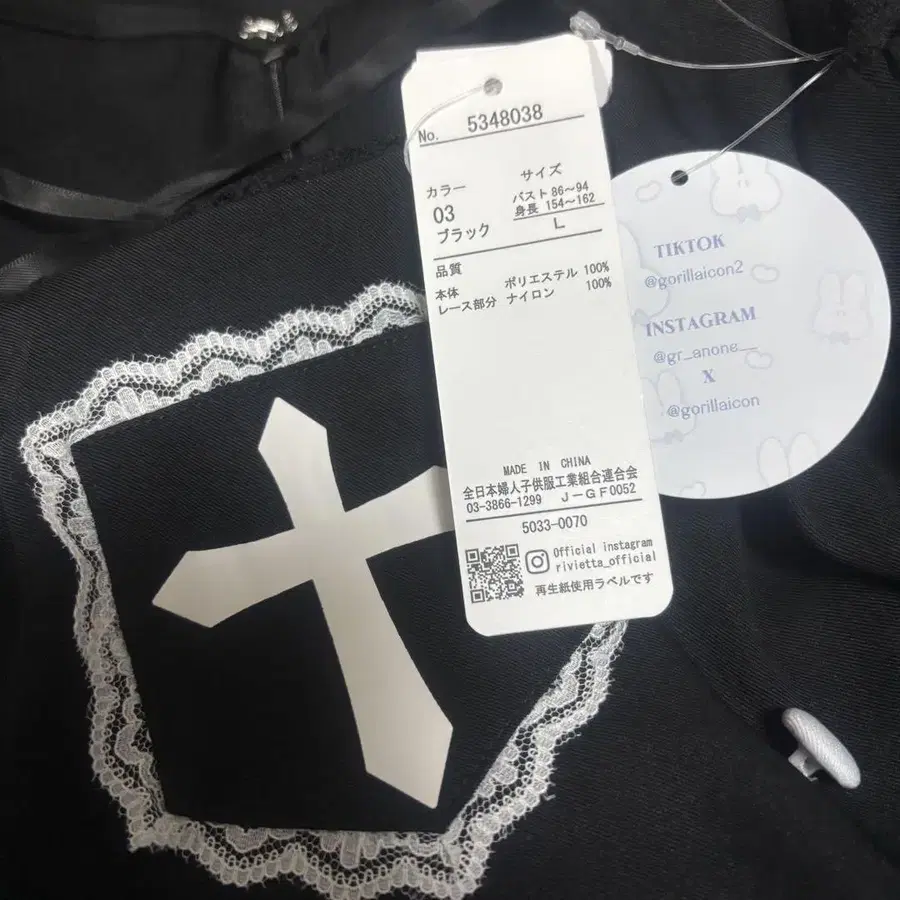 No. 5348038
カラー
03
ブラック
サイズ
バスト 86～94
身長 154～162
L
品質
本体 ポリエステル 100%
レース部分 ナイロン 100%
MADE IN CHINA
全日本婦人子供服工業組合連合会
03-3866-1299 J-GF0052
5033-0070
Official instagram
rivietta_official
再生紙使用ラベルです
TIKTOK
@gorillaicon2
INSTAGRAM
@gr_anone__
X
@gorillaicon